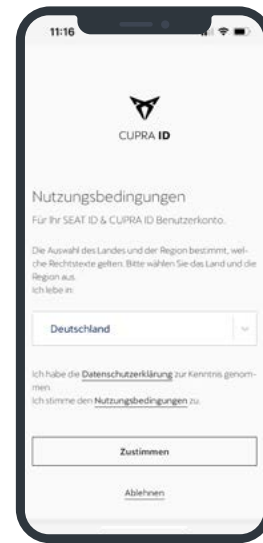 11:16
CUPRA ID
Nutzungsbedingungen
Für Ihr SEAT ID & CUPRA ID Benutzerkonto.
Die Auswahl des Landes und der Region bestimmt, wel-
che Rechtstexte gelten. Bitte wählen Sie das Land und die
Region aus.
Ich lebe in:
Deutschland
Ich habe die Datenschutzerklärung zur Kenntnis genom-
men.
Ich stimme den Nutzungsbedingungen zu.
Zustimmen
Ablehnen